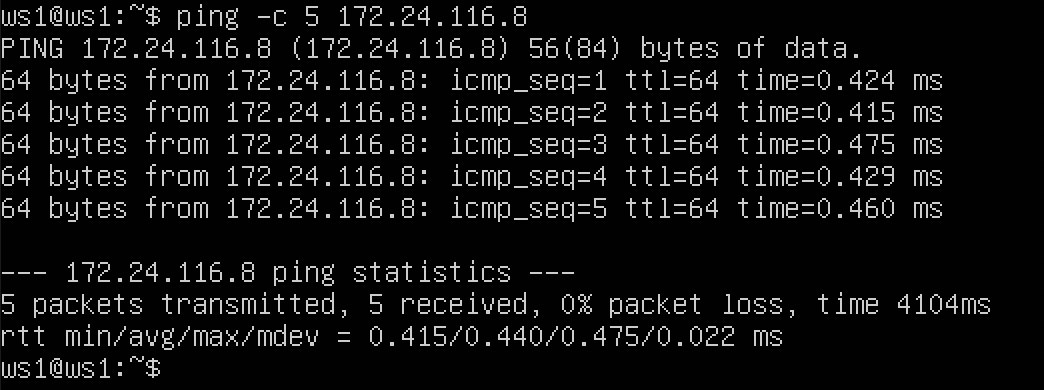 ws1@ws1:~$ ping -c 5 172.24.116.8
PING 172.24.116.8 (172.24.116.8) 56(84) bytes of data.
64 bytes from 172.24.116.8: icmp_seq=1 ttl=64 time=0.424 ms
64 bytes from 172.24.116.8: icmp_seq=2 ttl=64 time=0.415 ms
64 bytes from 172.24.116.8: icmp_seq=3 ttl=64 time=0.475 ms
64 bytes from 172.24.116.8: icmp_seq=4 ttl=64 time=0.429 ms
64 bytes from 172.24.116.8: icmp_seq=5 ttl=64 time=0.460 ms

--- 172.24.116.8 ping statistics ---
5 packets transmitted, 5 received, 0% packet loss, time 4104ms
rtt min/avg/max/mdev = 0.415/0.440/0.475/0.022 ms
ws1@ws1:~$